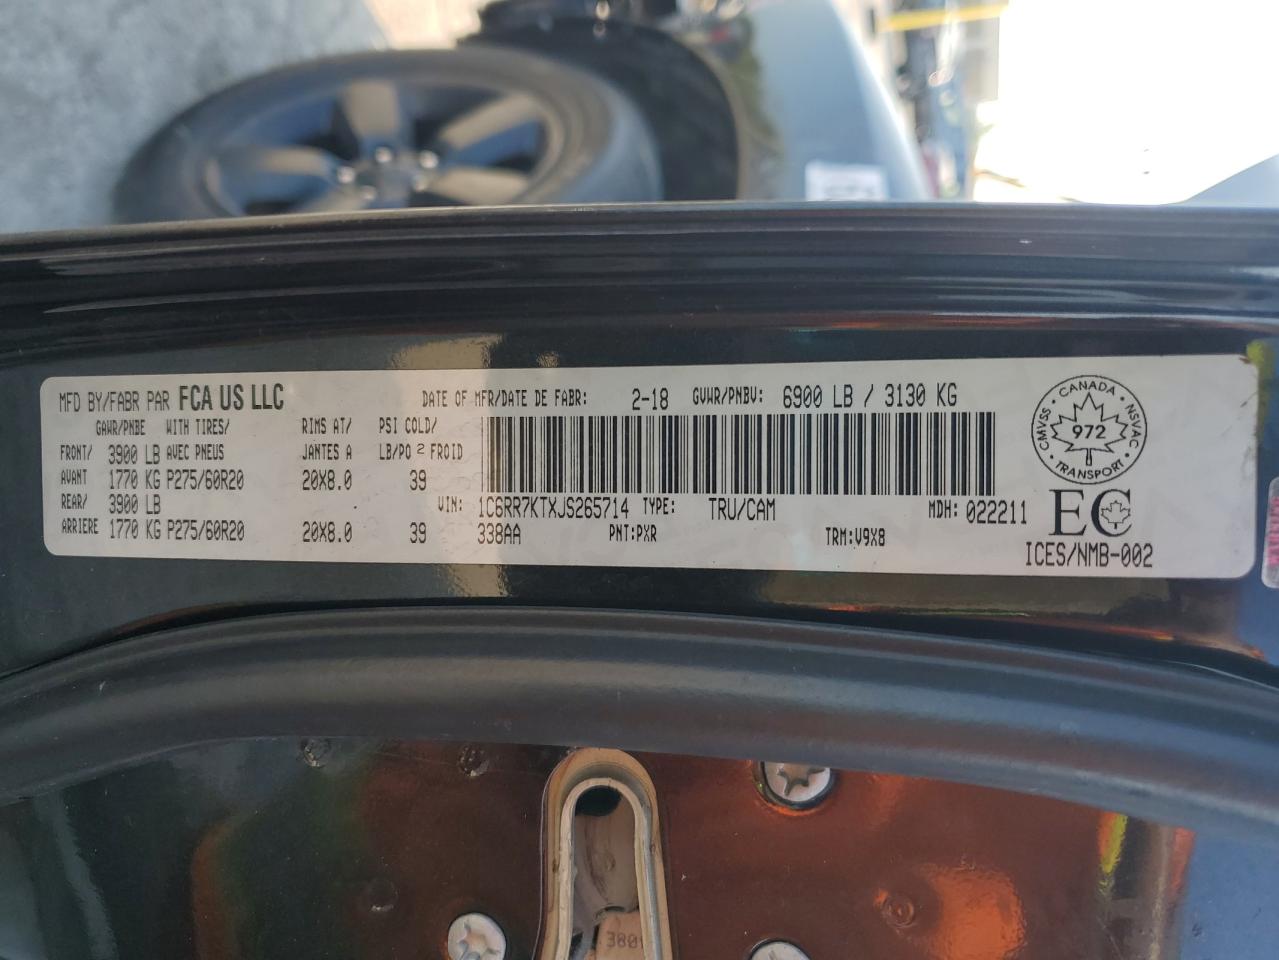 MFD BY/FABR PAR FCA US LLC DATE OF MFR/DATE DE FABR: 2-18 GVWR/PNBV: 6900 LB / 3130 KG
GAWR/PNBE WITH TIRES/ RIMS AT/ PSI COLD/
FRONT/ 3900 LB AVEC PNEUS JANTES A LB/PO 2 FROID
AVANT 1770 KG P275/60R20 20X8.0 39
REAR/ 3900 LB VIN: 1C6RR7KTXJS265714 TYPE: TRU/CAM MDH: 022211
ARRIERE 1770 KG P275/60R20 20X8.0 39 338AA PNT:PXR TRM:V9X8
CANADA
CMVSS • NSVAC
972
TRANSPORT
EC
ICES/NMB-002